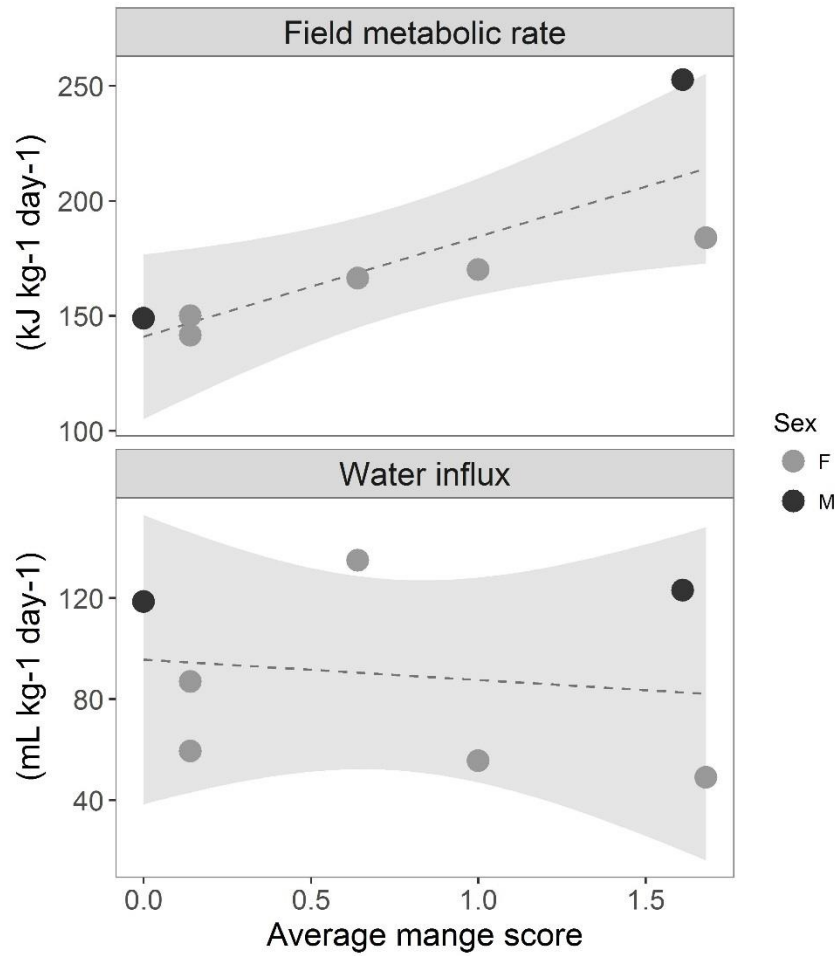 Field metabolic rate
(kJ kg-1 day-1)
250
200
150
100
Water influx
(mL kg-1 day-1)
120
80
40
0.0 0.5 1.0 1.5
Average mange score
Sex
F
M